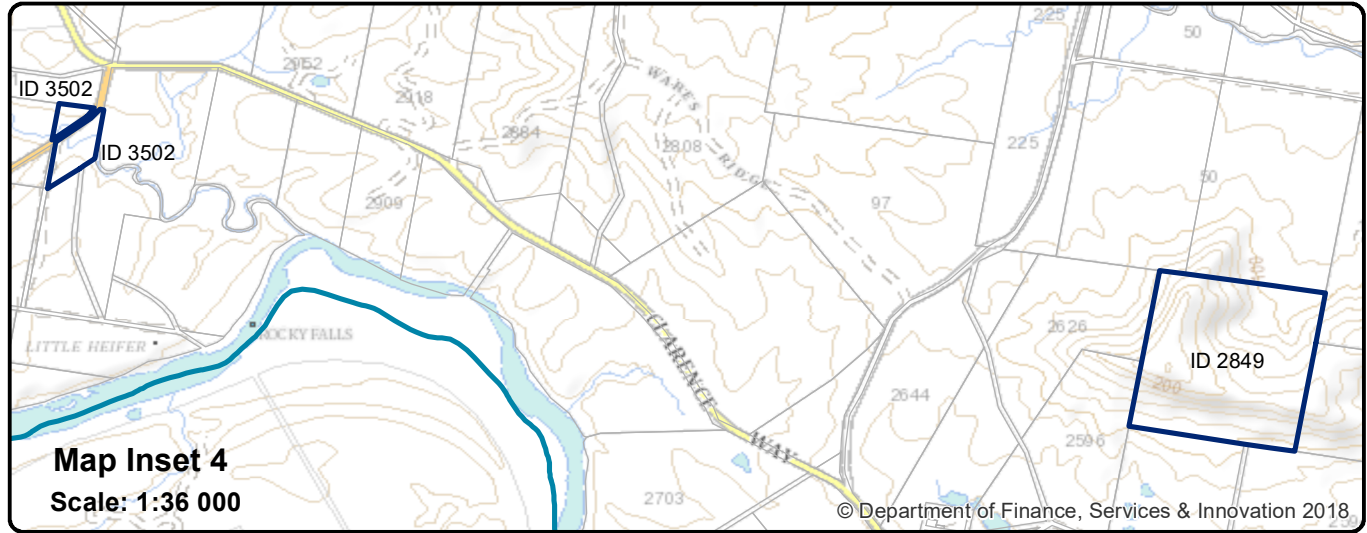 225
50
2952
WARES
ID 3502
2918
2884
2808
225
ID 3502
RIDGE
50
97
2909
400
ROCKY FALLS
LITTLE HEIFER
2626
ID 2849
CLARENCE
200
2644
2596
WAY
Map Inset 4
Scale: 1:36 000
2703
© Department of Finance, Services & Innovation 2018